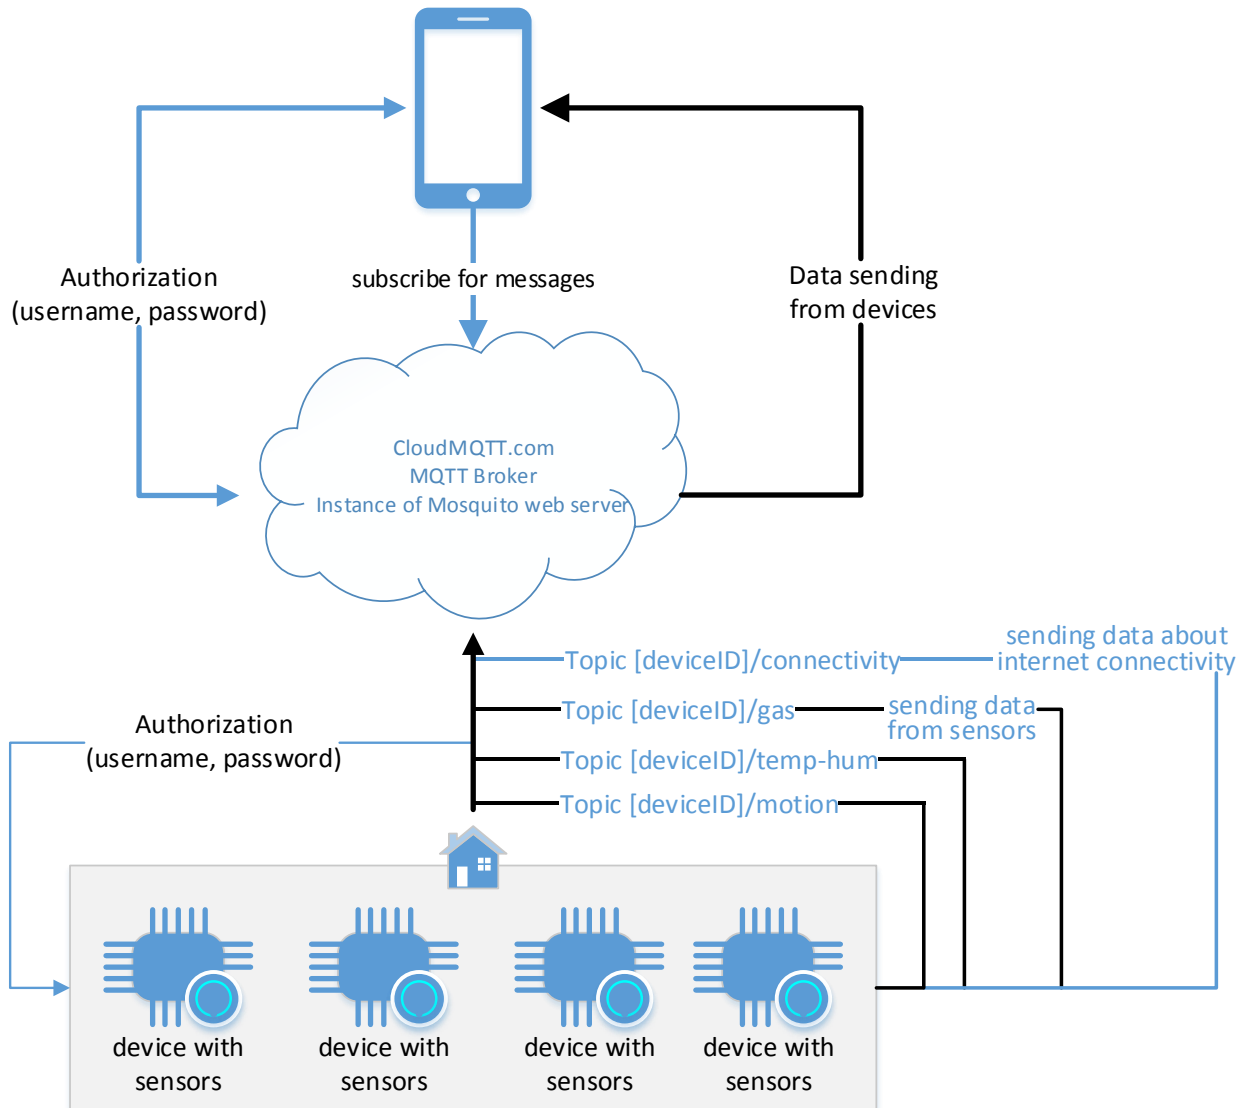 Authorization
(username, password)
subscribe for messages
Data sending
from devices
CloudMQTT.com
MQTT Broker
Instance of Mosquito web server
sending data about
internet connectivity
Topic [deviceID]/connectivity
Topic [deviceID]/gas
sending data
from sensors
Authorization
(username, password)
Topic [deviceID]/temp-hum
Topic [deviceID]/motion
device with
sensors
device with
sensors
device with
sensors
device with
sensors